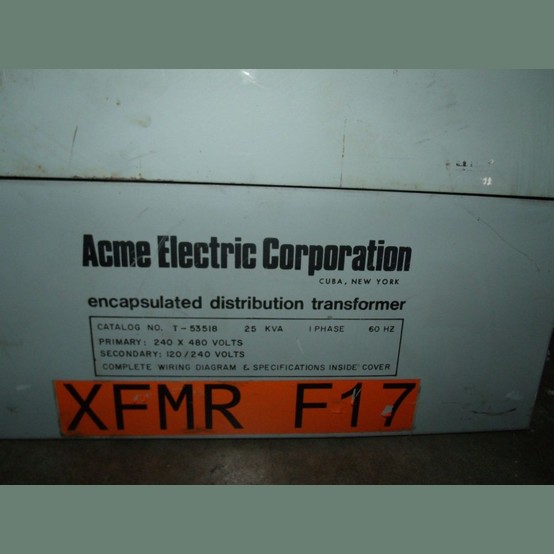 Acme Electric Corporation
CUBA, NEW YORK
encapsulated distribution transformer
CATALOG NO. T-53518 25 KVA 1 PHASE 60 HZ
PRIMARY: 240 X 480 VOLTS
SECONDARY: 120/240 VOLTS
COMPLETE WIRING DIAGRAM & SPECIFICATIONS INSIDE COVER
XFMR F17